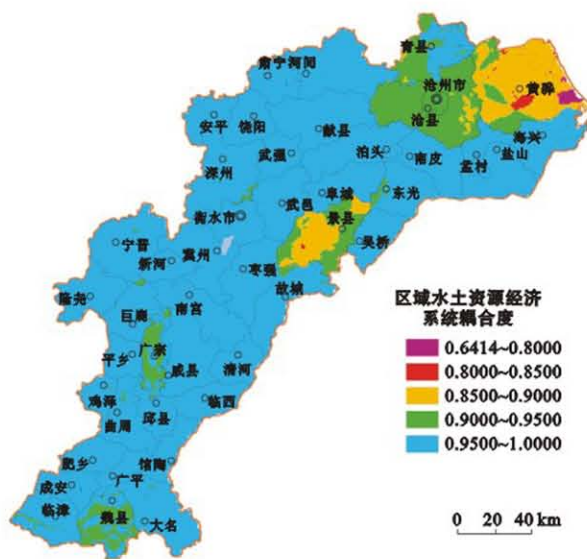 青县
肃宁 河间
沧州市
黄骅
沧县
安平
饶阳
献县
海兴
武强
泊头
南皮
孟村
盐山
深州
阜城
东光
武邑
衡水市
景县
宁晋
新河
冀州
吴桥
枣强
隆尧
南宫
故城
巨鹿
平乡
广宗
威县
清河
鸡泽
临西
曲周
邱县
肥乡
馆陶
成安
广平
临漳
魏县
大名
区域水土资源经济
系统耦合度
0.6414~0.8000
0.8000~0.8500
0.8500~0.9000
0.9000~0.9500
0.9500~1.0000
0 20 40 km